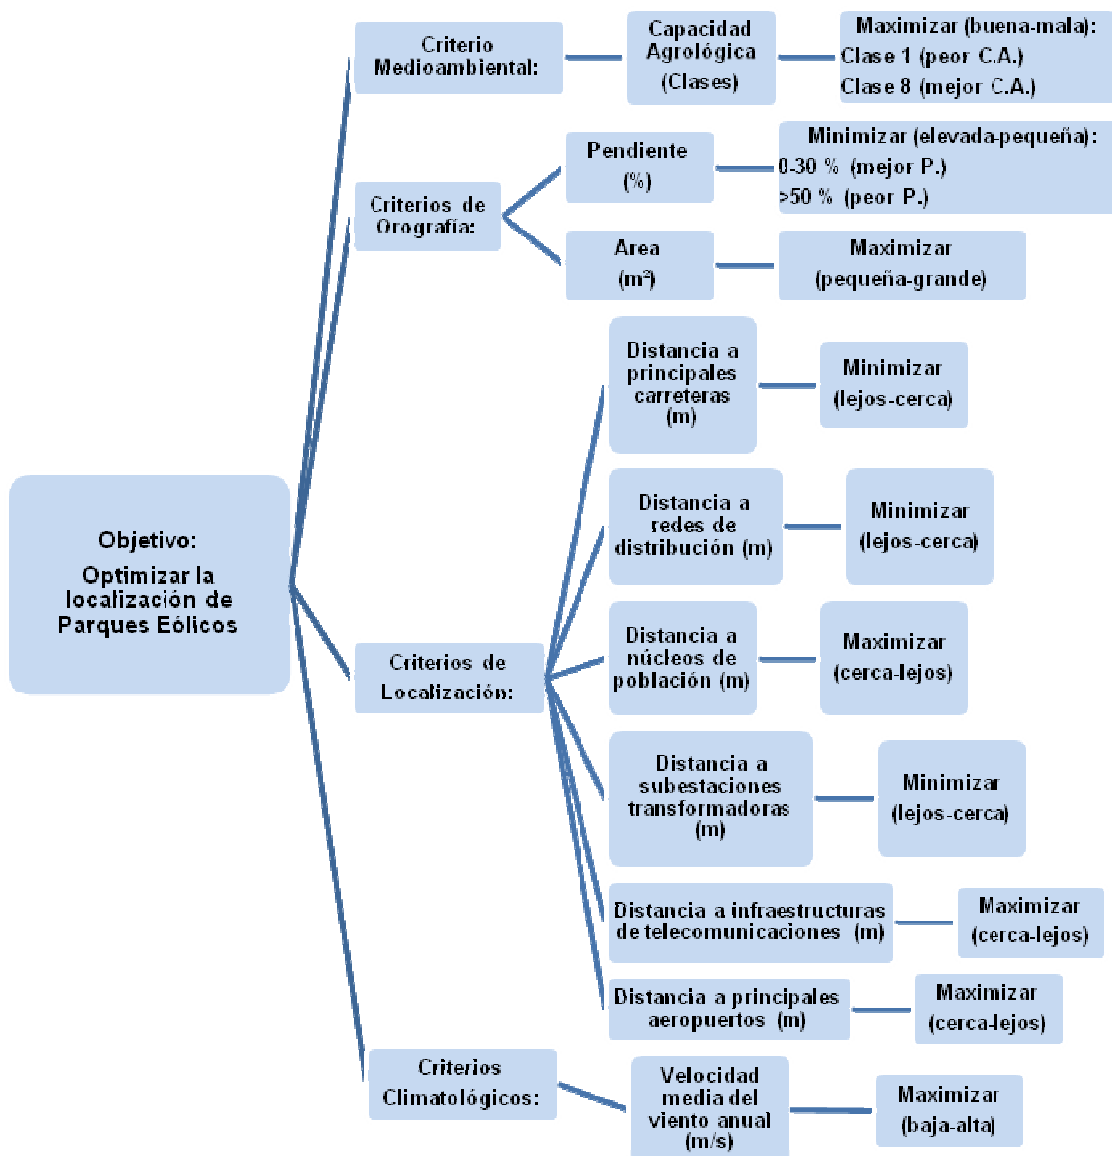 Criterio
Medioambiental:
Capacidad
Agrológica
(Clases)
Maximizar (buena-mala):
Clase 1 (peor C.A.)
Clase 8 (mejor C.A.)
Criterios de
Orografía:
Pendiente
(%)
Minimizar (elevada-pequeña):
0-30 % (mejor P.)
>50 % (peor P.)
Area
(m²)
Maximizar
(pequeña-grande)
Objetivo:
Optimizar la
localización de
Parques Eólicos
Criterios de
Localización:
Distancia a
principales
carreteras
(m)
Minimizar
(lejos-cerca)
Distancia a
redes de
distribución (m)
Minimizar
(lejos-cerca)
Distancia a
núcleos de
población (m)
Maximizar
(cerca-lejos)
Distancia a
subestaciones
transformadoras
(m)
Minimizar
(lejos-cerca)
Distancia a infraestructuras
de telecomunicaciones (m)
Maximizar
(cerca-lejos)
Distancia a principales
aeropuertos (m)
Maximizar
(cerca-lejos)
Criterios
Climatológicos:
Velocidad
media del
viento anual
(m/s)
Maximizar
(baja-alta)